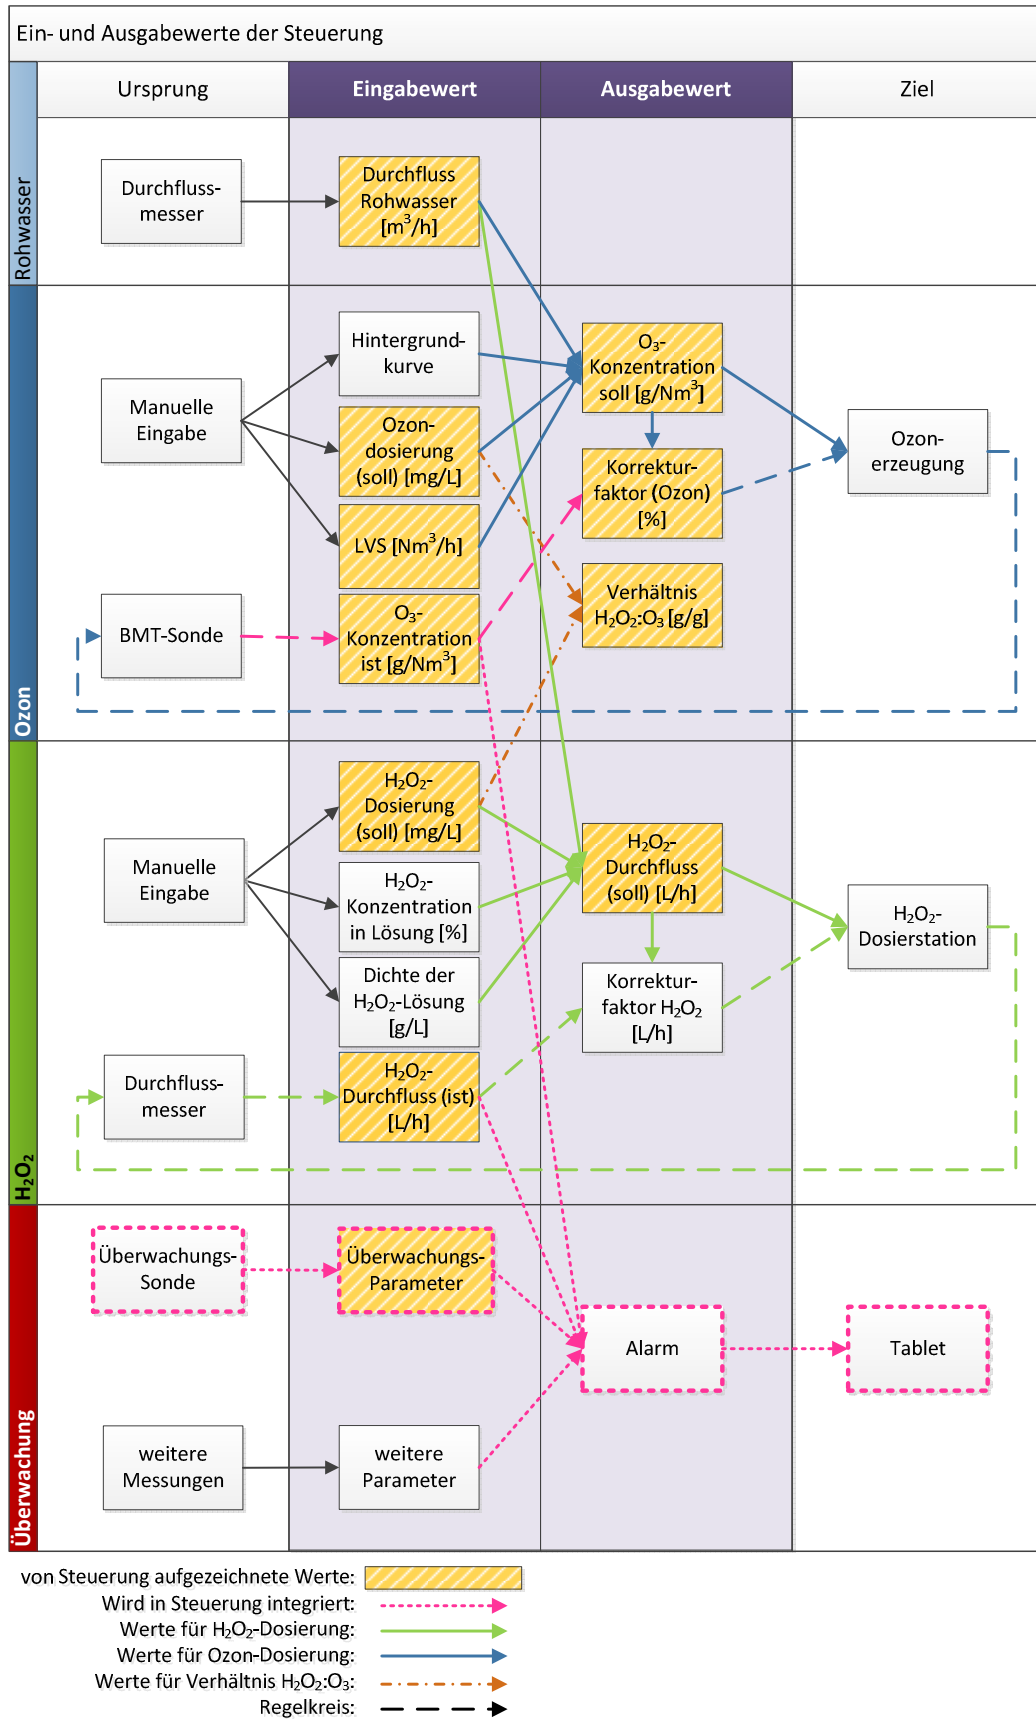 Ein- und Ausgabewerte der Steuerung
Ursprung
Eingabewert
Ausgabewert
Ziel
Rohwasser
Durchfluss-
messer
Durchfluss
Rohwasser
[m³/h]
Ozon
Manuelle
Eingabe
Hintergrund-
kurve
Ozon-
dosierung
(soll) [mg/L]
LVS [Nm³/h]
BMT-Sonde
O₃-
Konzentration
ist [g/Nm³]
O₃-
Konzentration
soll [g/Nm³]
Korrektur-
faktor (Ozon)
[%]
Verhältnis
H₂O₂:O₃ [g/g]
Ozon-
erzeugung
H₂O₂
Manuelle
Eingabe
H₂O₂-
Dosierung
(soll) [mg/L]
H₂O₂-
Konzentration
in Lösung [%]
Dichte der
H₂O₂-Lösung
[g/L]
Durchfluss-
messer
H₂O₂-
Durchfluss (ist)
[L/h]
H₂O₂-
Durchfluss
(soll) [L/h]
Korrektur-
faktor H₂O₂
[L/h]
H₂O₂-
Dosierstation
Überwachung
Überwachungs-
Sonde
Überwachungs-
Parameter
Alarm
Tablet
weitere
Messungen
weitere
Parameter
von Steuerung aufgezeichnete Werte:
Wird in Steuerung integriert:
Werte für H₂O₂-Dosierung:
Werte für Ozon-Dosierung:
Werte für Verhältnis H₂O₂:O₃:
Regelkreis: